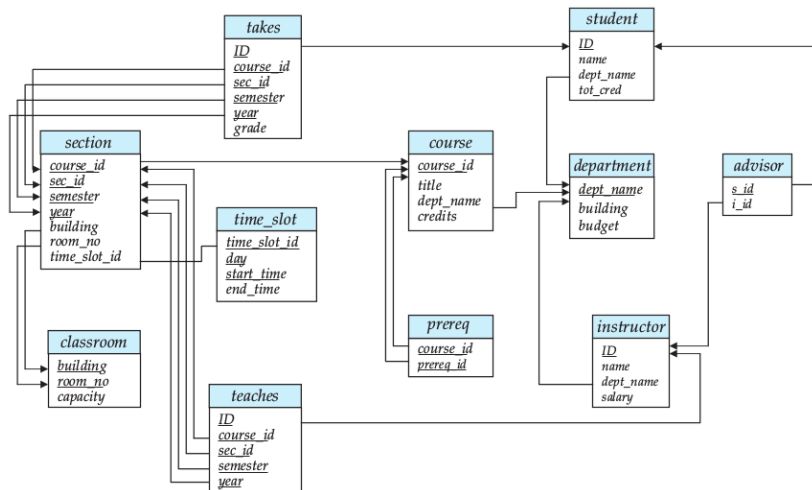 takes
ID
course_id
sec_id
semester
year
grade
student
ID
name
dept_name
tot_cred
section
course_id
sec_id
semester
year
building
room_no
time_slot_id
course
course_id
title
dept_name
credits
department
dept_name
building
budget
advisor
s_id
i_id
time_slot
time_slot_id
day
start_time
end_time
prereq
course_id
prereq_id
instructor
ID
name
dept_name
salary
classroom
building
room_no
capacity
teaches
ID
course_id
sec_id
semester
year